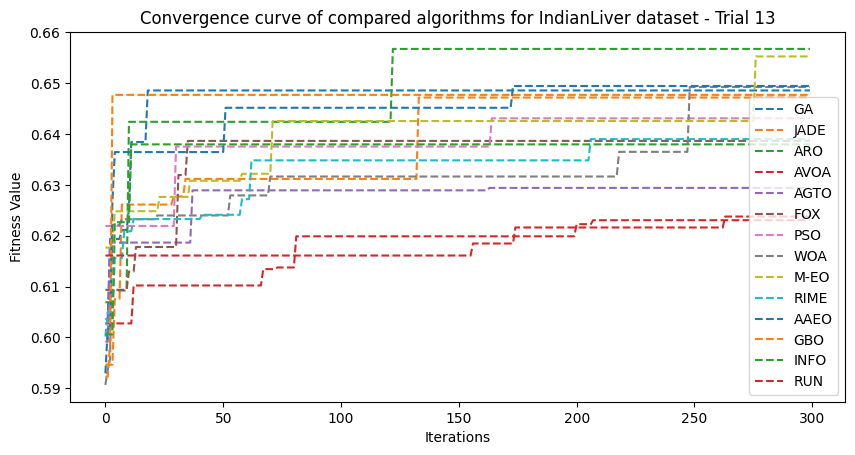 Convergence curve of compared algorithms for IndianLiver dataset - Trial 13
Fitness Value
0.66
0.65
0.64
0.63
0.62
0.61
0.60
0.59
GA
JADE
ARO
AVOA
AGTO
FOX
PSO
WOA
M-EO
RIME
AAEO
GBO
INFO
RUN
0
50
100
150
200
250
300
Iterations